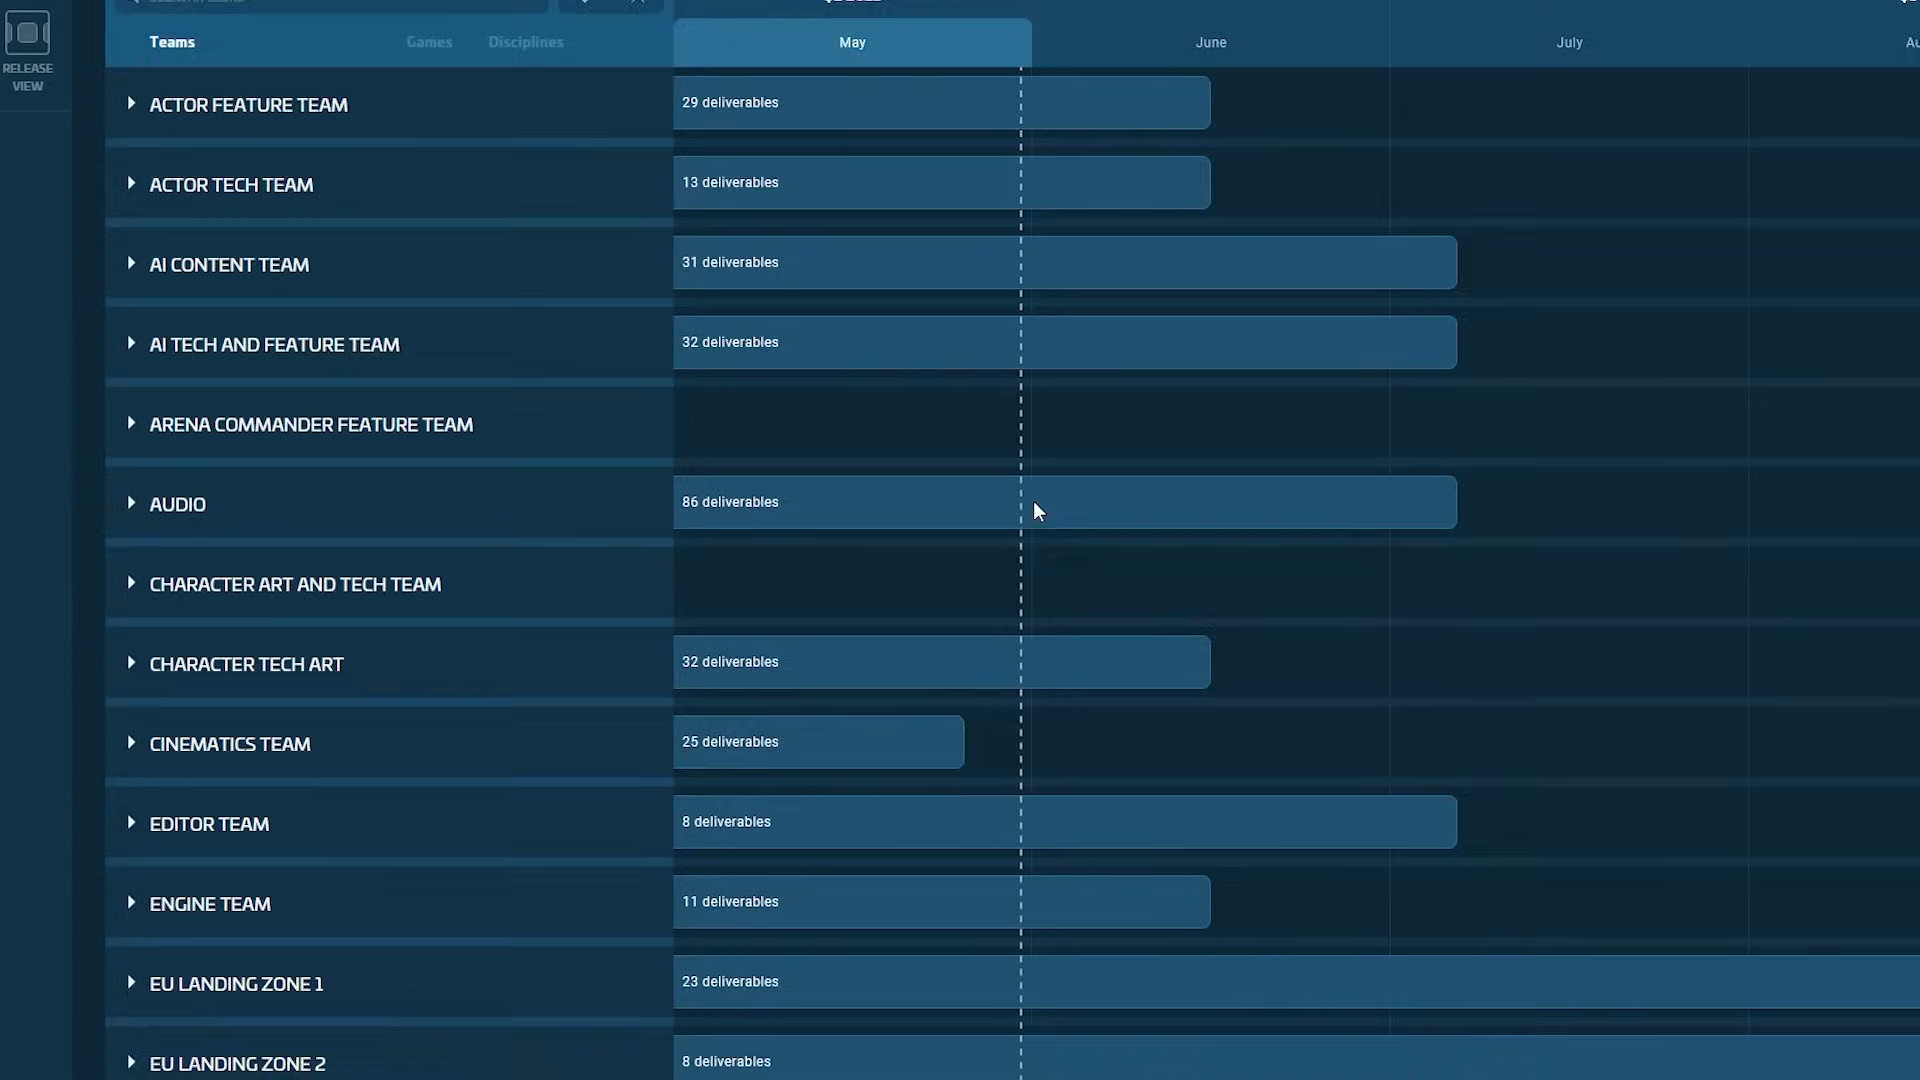 RELEASE
VIEW
Teams Games Disciplines May June July
ACTOR FEATURE TEAM 29 deliverables
ACTOR TECH TEAM 13 deliverables
AI CONTENT TEAM 31 deliverables
AI TECH AND FEATURE TEAM 32 deliverables
ARENA COMMANDER FEATURE TEAM
AUDIO 86 deliverables
CHARACTER ART AND TECH TEAM
CHARACTER TECH ART 32 deliverables
CINEMATICS TEAM 25 deliverables
EDITOR TEAM 8 deliverables
ENGINE TEAM 11 deliverables
EU LANDING ZONE 1 23 deliverables
EU LANDING ZONE 2 8 deliverables